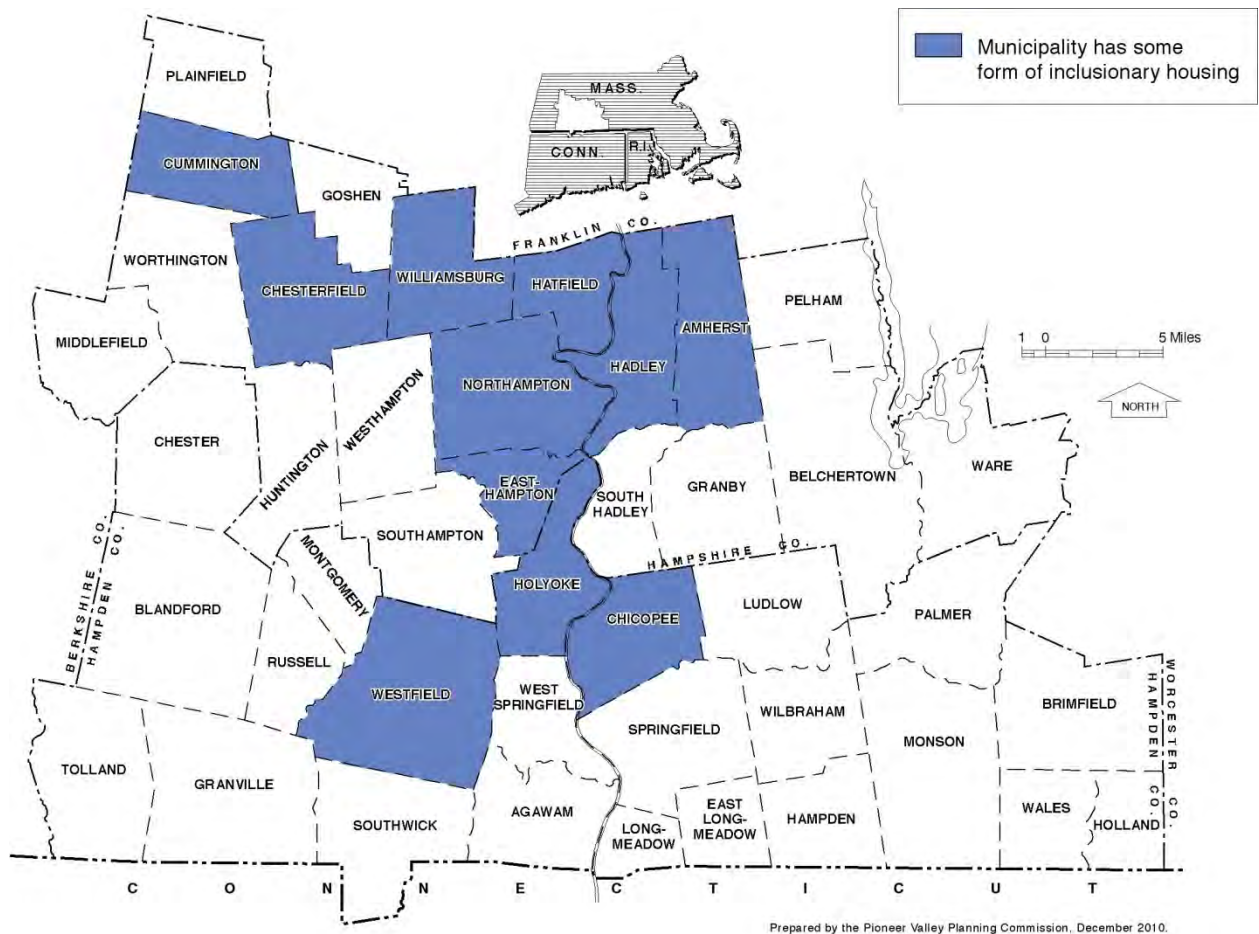 Municipality has some
form of inclusionary housing
PLAINFIELD
MASS.
CONN.
R.I.
CUMMINGTON
GOSHEN
FRANKLIN CO.
WORTHINGTON
CHESTERFIELD
WILLIAMSBURG
HATFIELD
PELHAM
AMHERST
MIDDLEFIELD
HADLEY
1 0 5 Miles
NORTH
NORTHAMPTON
CHESTER
WESTHAMPTON
HUNTINGTON
EAST-
HAMPTON
SOUTH
HADLEY
GRANBY
BELCHERTOWN
WARE
SOUTHAMPTON
MONTGOMERY
HAMPSHIRE CO.
BERKSHIRE CO.
HAMPDEN CO.
BLANDFORD
HOLYOKE
CHICOPEE
LUDLOW
PALMER
RUSSELL
WESTFIELD
WEST
SPRINGFIELD
SPRINGFIELD
WILBRAHAM
MONSON
BRIMFIELD
WORCESTER CO.
HAMPDEN CO.
TOLLAND
GRANVILLE
SOUTHWICK
AGAWAM
LONG-
MEADOW
EAST
LONG-
MEADOW
HAMPDEN
WALES
HOLLAND
CONNECTICUT
Prepared by the Pioneer Valley Planning Commission, December 2010.